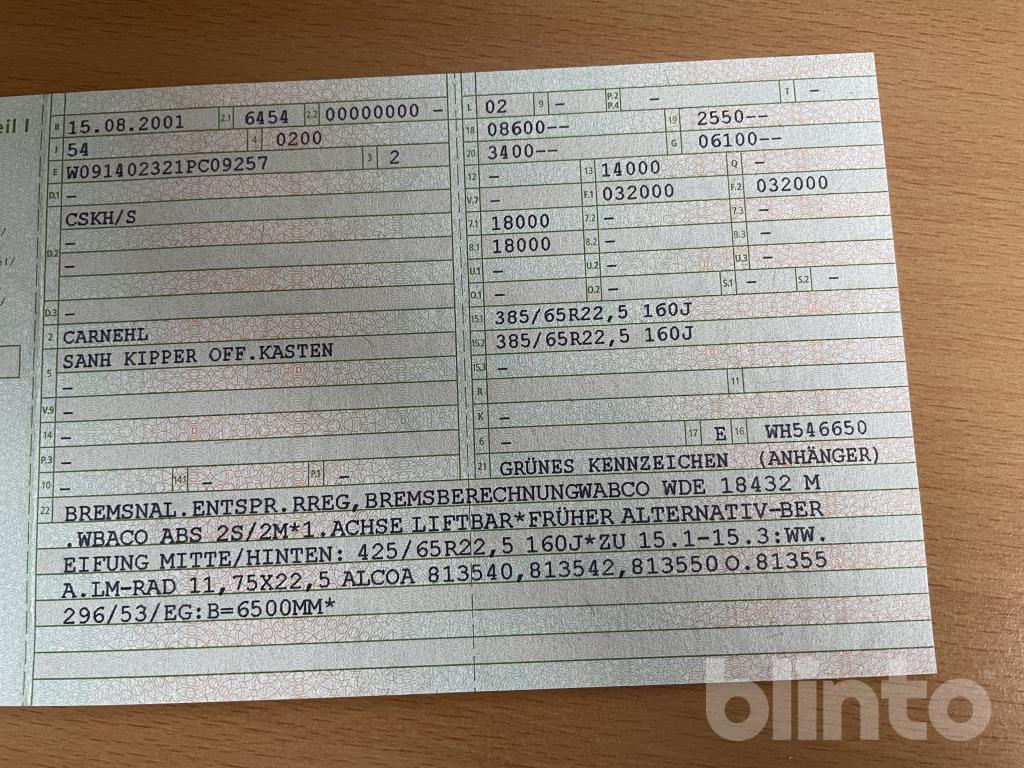 eil I
B 15.08.2001 2.1 6454 2.2 00000000 -
J 54 4 0200
E W091402321PC09257 3 2
D.1 –
CSKH/S
D.2 –
–
D.3 –
2 CARNEHL
5 SANH KIPPER OFF.KASTEN
–
V.9 –
14 –
P.3 –
10 – 14.1 – P.1 –
L 02 9 – P.2 P.4 – T –
18 08600-- 19 2550--
20 3400-- G 06100--
12 – 13 14000 Q –
V.7 – F.1 032000 F.2 032000
7.1 18000 7.2 – 7.3 –
8.1 18000 8.2 – 8.3 –
U.1 – U.2 – U.3 –
O.1 – O.2 – S.1 – S.2 –
15.1 385/65R22,5 160J
15.2 385/65R22,5 160J
15.3 –
R 11
K –
6 – 17 E 16 WH546650
21 GRÜNES KENNZEICHEN (ANHÄNGER)
22 BREMSNAL.ENTSPR.RREG,BREMSBERECHNUNGWABCO WDE 18432 M
.WBACO ABS 2S/2M*1.ACHSE LIFTBAR*FRÜHER ALTERNATIV-BER
EIFUNG MITTE/HINTEN: 425/65R22,5 160J*ZU 15.1-15.3:WW.
A.LM-RAD 11,75X22,5 ALCOA 813540,813542,813550 O.81355
296/53/EG:B=6500MM*
blinto